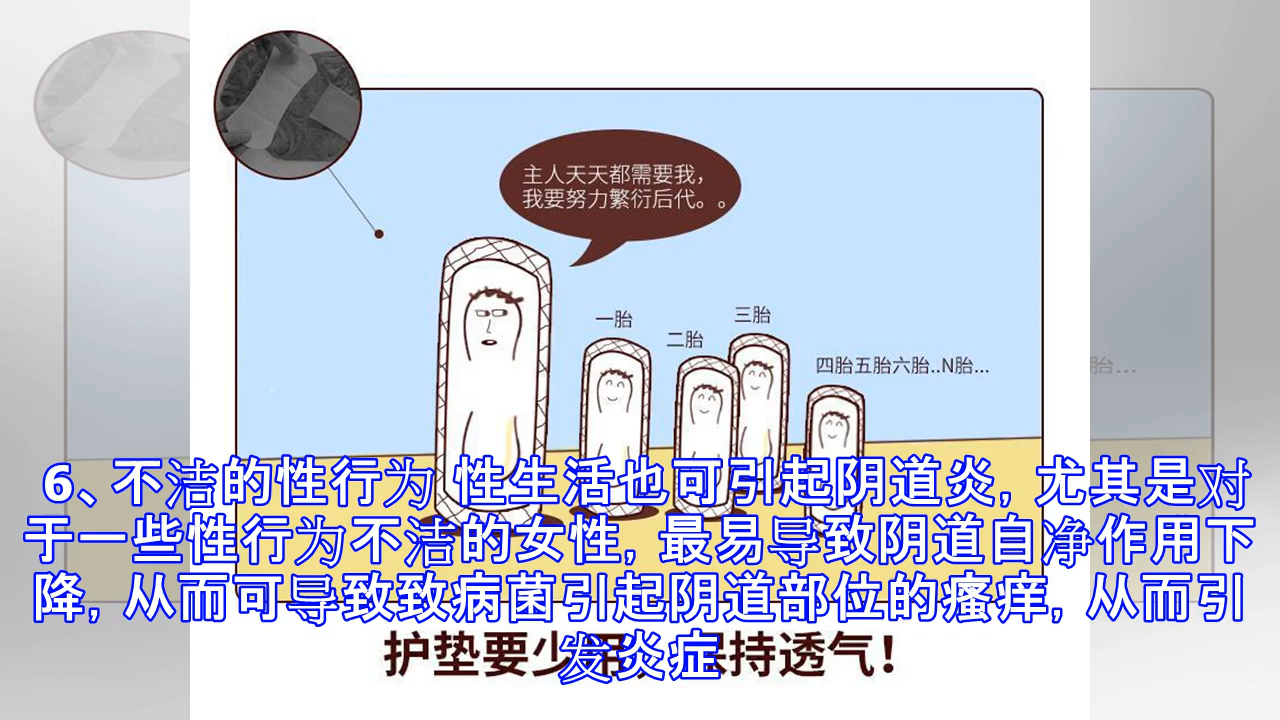 主人天天都需要我，
我要努力繁衍后代。。
一胎
二胎
三胎
四胎五胎六胎..N胎...
胎...
6、不洁的性行为 性生活也可引起阴道炎, 尤其是对
于一些性行为不洁的女性, 最易导致阴道自净作用下
降, 从而可导致致病菌引起阴道部位的瘙痒, 从而引
发炎症
护垫要少用，保持透气！